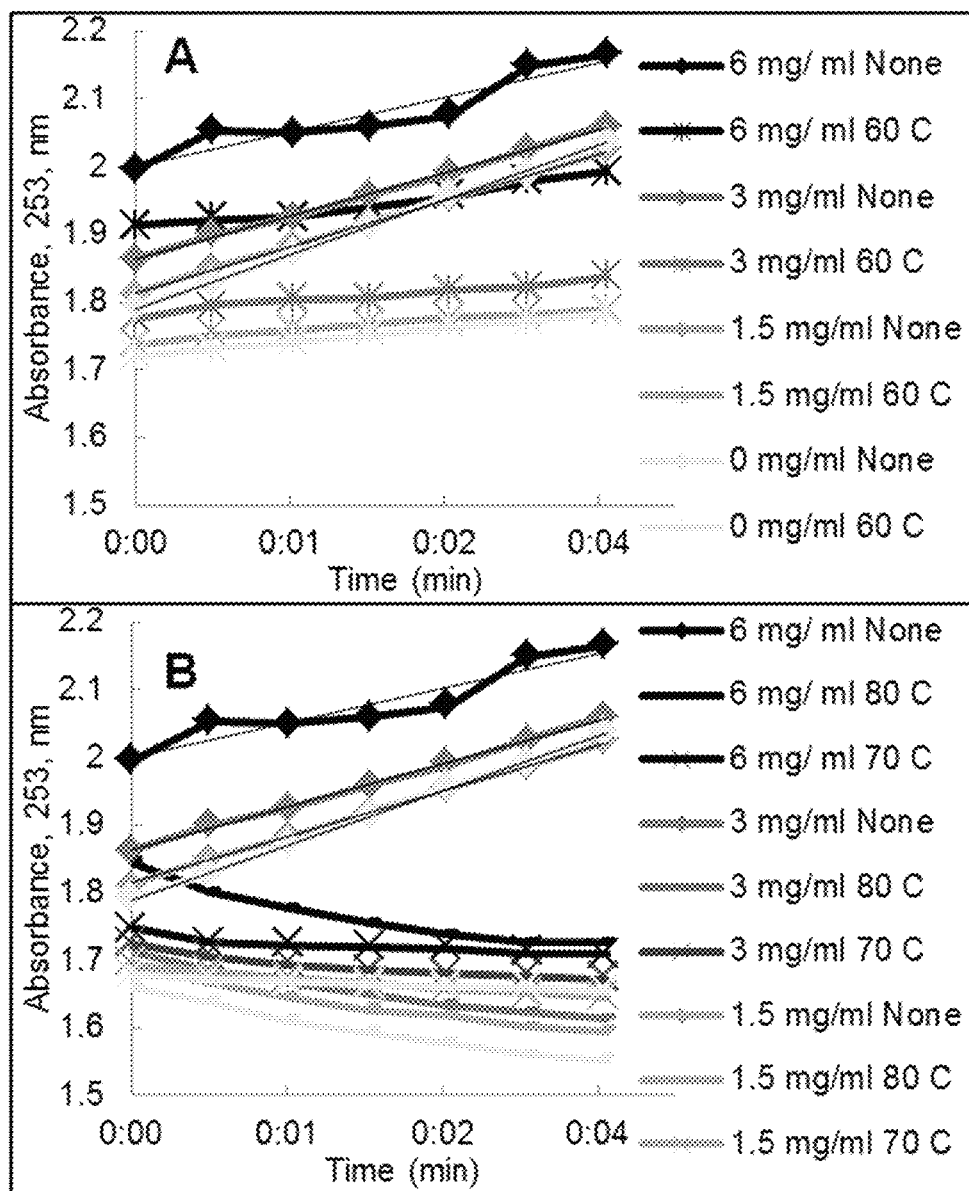 A
Absorbance, 253, nm
2.2
2.1
2
1.9
1.8
1.7
1.6
1.5
0:00 0:01 0:02 0:04
Time (min)
6 mg/ ml None
6 mg/ ml 60 C
3 mg/ml None
3 mg/ml 60 C
1.5 mg/ml None
1.5 mg/ml 60 C
0 mg/ml None
0 mg/ml 60 C
B
Absorbance, 253, nm
2.2
2.1
2
1.9
1.8
1.7
1.6
1.5
0:00 0:01 0:02 0:04
Time (min)
6 mg/ ml None
6 mg/ ml 80 C
6 mg/ ml 70 C
3 mg/ml None
3 mg/ml 80 C
3 mg/ml 70 C
1.5 mg/ml None
1.5 mg/ml 80 C
1.5 mg/ml 70 C